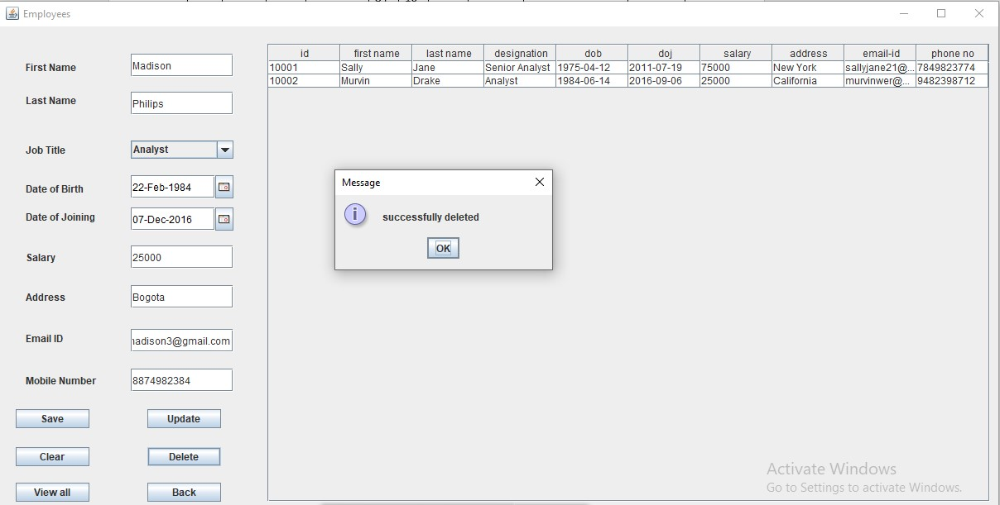 Employees
First Name Madison
Last Name Philips
Job Title Analyst
Date of Birth 22-Feb-1984
Date of Joining 07-Dec-2016
Salary 25000
Address Bogota
Email ID adison3@gmail.com
Mobile Number 8874982384
Save Update
Clear Delete
View all Back
id first name last name designation dob doj salary address email-id phone no
10001 Sally Jane Senior Analyst 1975-04-12 2011-07-19 75000 New York sallyjane21@... 7849823774
10002 Murvin Drake Analyst 1984-06-14 2016-09-06 25000 California murvinwer@... 9482398712
Message
successfully deleted
OK
Activate Windows
Go to Settings to activate Windows.